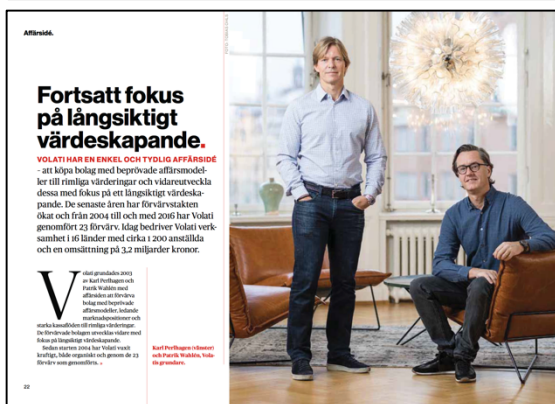 Affärsidé.
Fortsatt fokus
på långsiktigt
värdeskapande.
VOLATI HAR EN ENKEL OCH TYDLIG AFFÄRSIDÉ
- att köpa bolag med beprövade affärsmodel-
ler till rimliga värderingar och vidareutveckla
dessa med fokus på ett långsiktigt värdeska-
pande. De senaste åren har förvärvstakten
ökat och från 2004 till och med 2016 har Volati
genomfört 23 förvärv. Idag bedriver Volati verk-
samhet i 16 länder med cirka 1 200 anställda
och en omsättning på 3,2 miljarder kronor.
Volati grundades 2003
av Karl Perlhagen och
Patrik Wahlén med
affärsidén att förvärva
bolag med beprövade
affärsmodeller, ledande
marknadspositioner och
starka kassaflöden till rimliga värderingar.
De förvärvade bolagen utvecklas vidare med
fokus på långsiktigt värdeskapande.
Sedan starten 2004 har Volati vuxit
kraftigt, både organiskt och genom de 23
förvärv som genomförts.
Karl Perlhagen (vänster)
och Patrik Wahlén, Vola-
tis grundare.
22